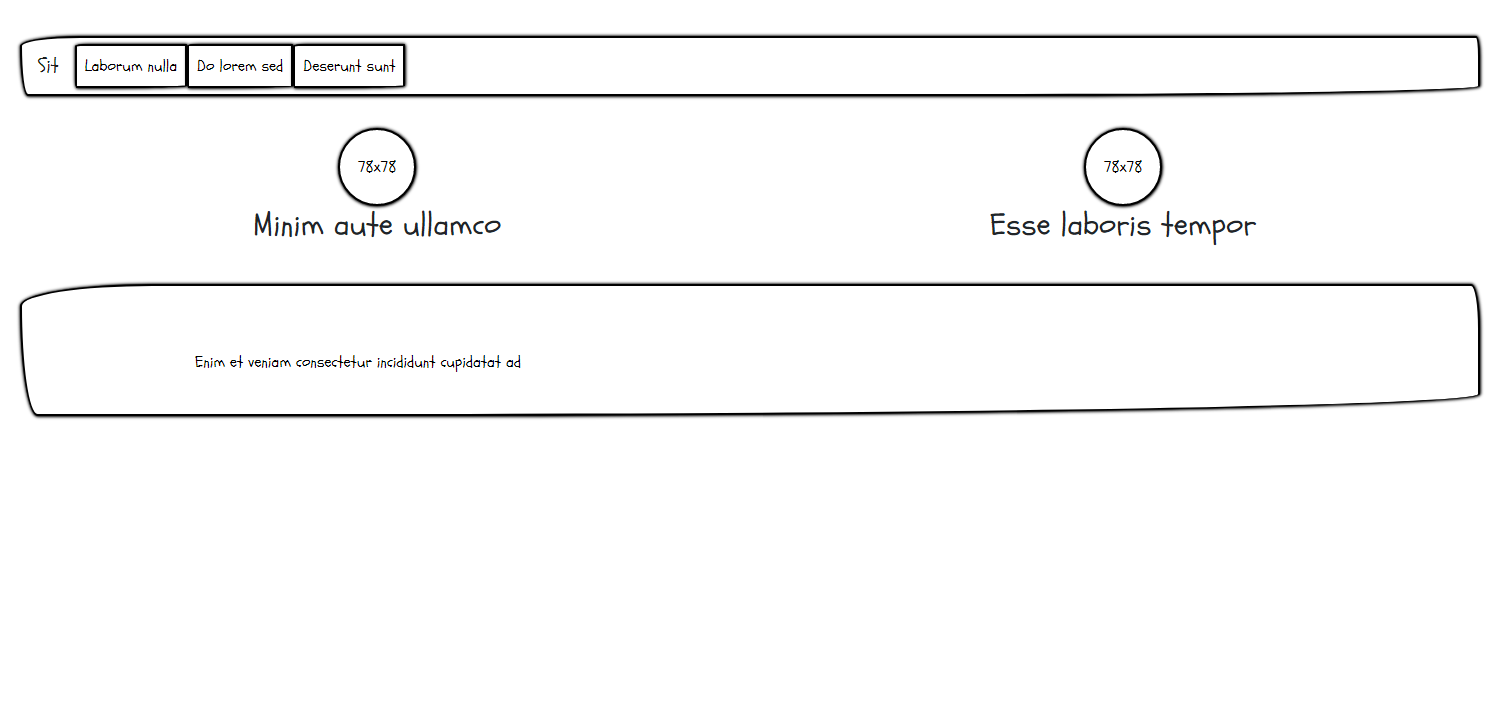 Sit Laborum nulla Do lorem sed Deserunt sunt
78x78 78x78
Minim aute ullamco Esse laboris tempor
Enim et veniam consectetur incididunt cupidatat ad